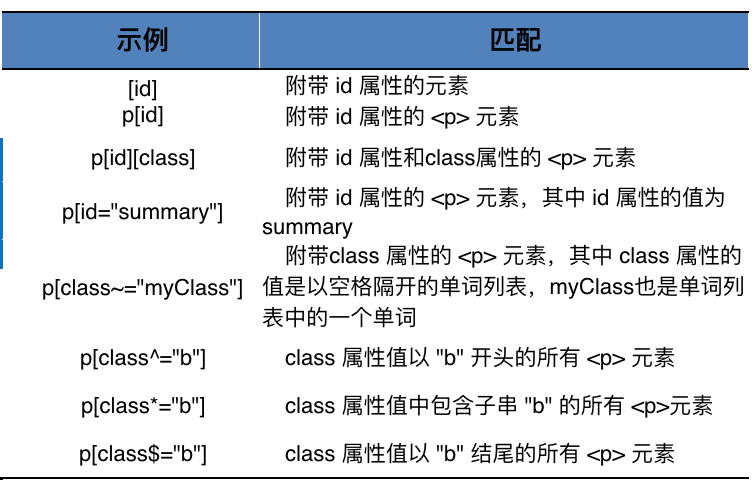 示例 匹配
[id] 附带 id 属性的元素
p[id] 附带 id 属性的 <p> 元素
p[id][class] 附带 id 属性和class属性的 <p> 元素
p[id="summary"] 附带 id 属性的 <p> 元素，其中 id 属性的值为
summary
附带class 属性的 <p> 元素，其中 class 属性的
p[class~="myClass"] 值是以空格隔开的单词列表，myClass也是单词列
表中的一个单词
p[class^="b"] class 属性值以 "b" 开头的所有 <p> 元素
p[class*="b"] class 属性值中包含子串 "b" 的所有 <p>元素
p[class$="b"] class 属性值以 "b" 结尾的所有 <p> 元素